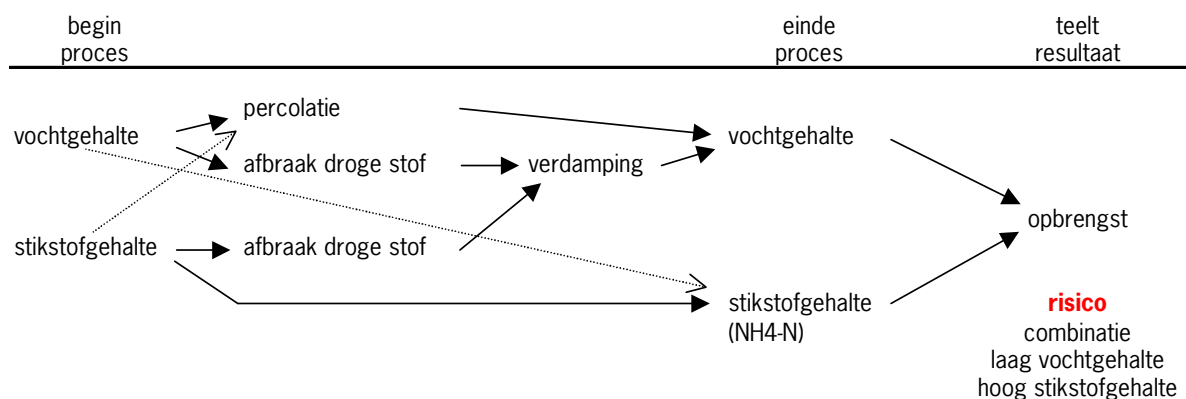 begin
proces
einde
proces
teelt
resultaat
percolatie
vochtgehalte
vochtgehalte
afbraak droge stof
verdamping
opbrengst
stikstofgehalte
afbraak droge stof
stikstofgehalte
(NH4-N)
risico
combinatie
laag vochtgehalte
hoog stikstofgehalte